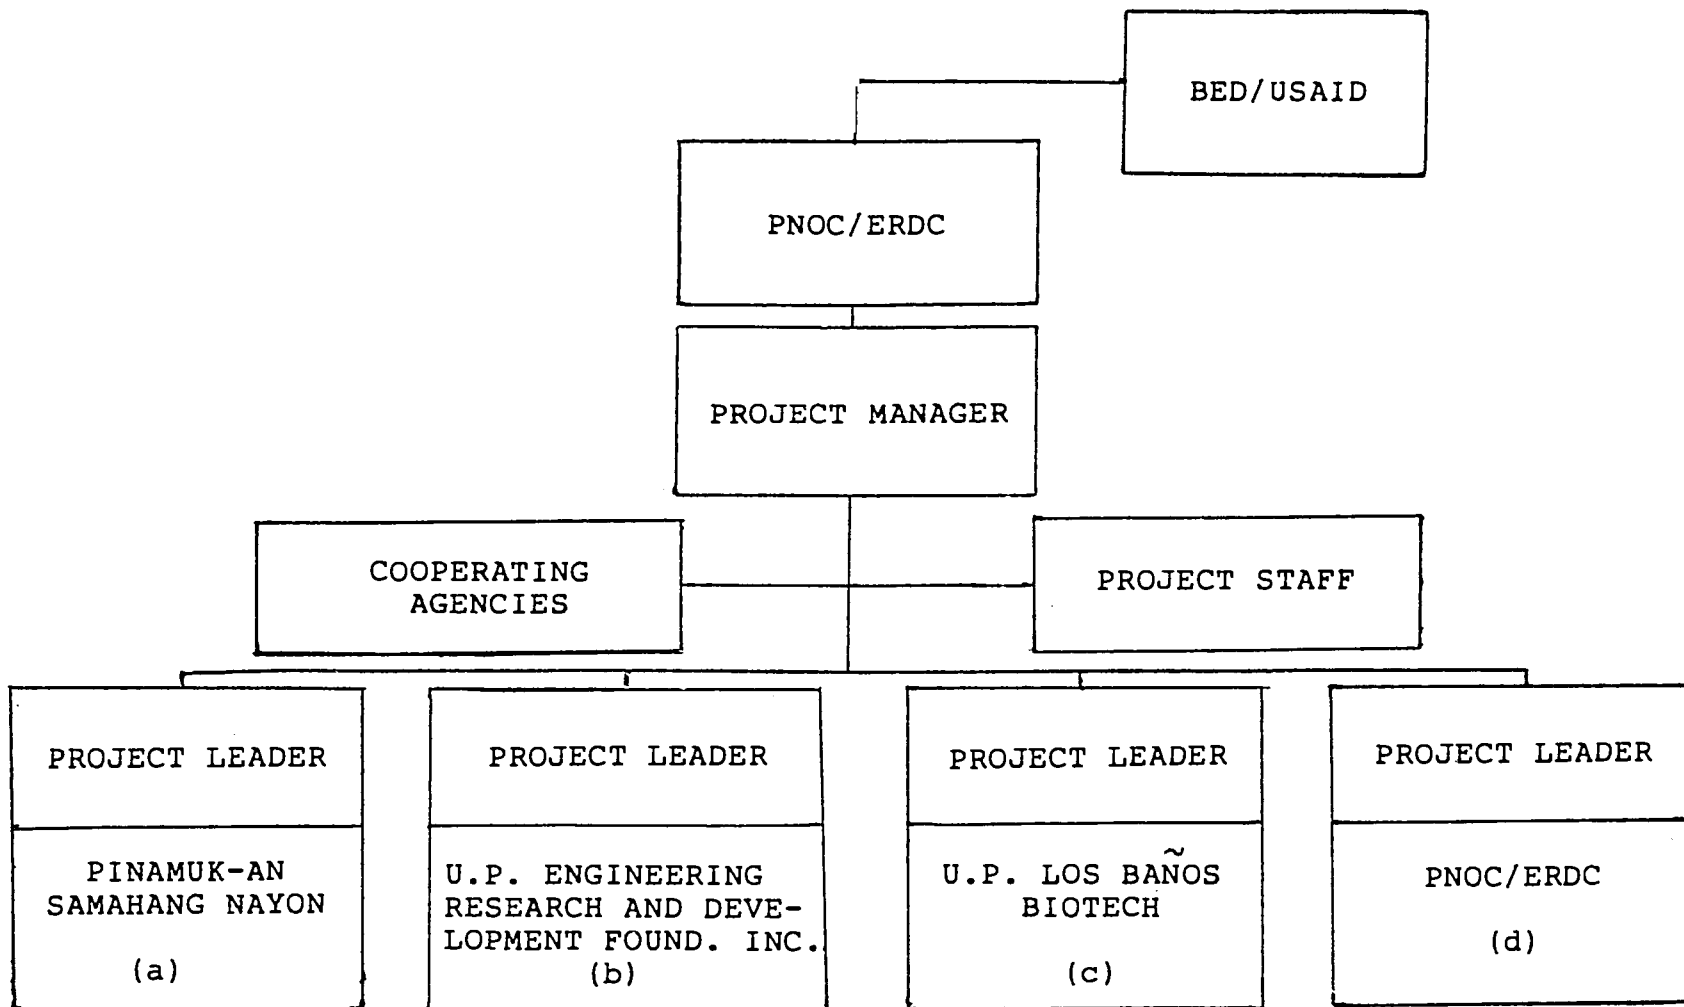 BED/USAID
PNOC/ERDC
PROJECT MANAGER
COOPERATING
AGENCIES
PROJECT STAFF
PROJECT LEADER
PINAMUK-AN
SAMAHANG NAYON
(a)
PROJECT LEADER
U.P. ENGINEERING
RESEARCH AND DEVE-
LOPMENT FOUND. INC.
(b)
PROJECT LEADER
U.P. LOS BAÑOS
BIOTECH
(c)
PROJECT LEADER
PNOC/ERDC
(d)